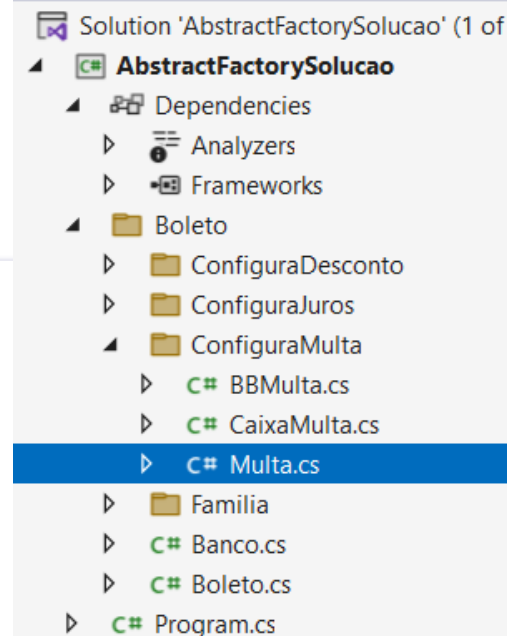 Solution 'AbstractFactorySolucao' (1 of
C# AbstractFactorySolucao
Dependencies
Analyzers
Frameworks
Boleto
ConfiguraDesconto
ConfiguraJuros
ConfiguraMulta
C# BBMulta.cs
C# CaixaMulta.cs
C# Multa.cs
Familia
C# Banco.cs
C# Boleto.cs
C# Program.cs